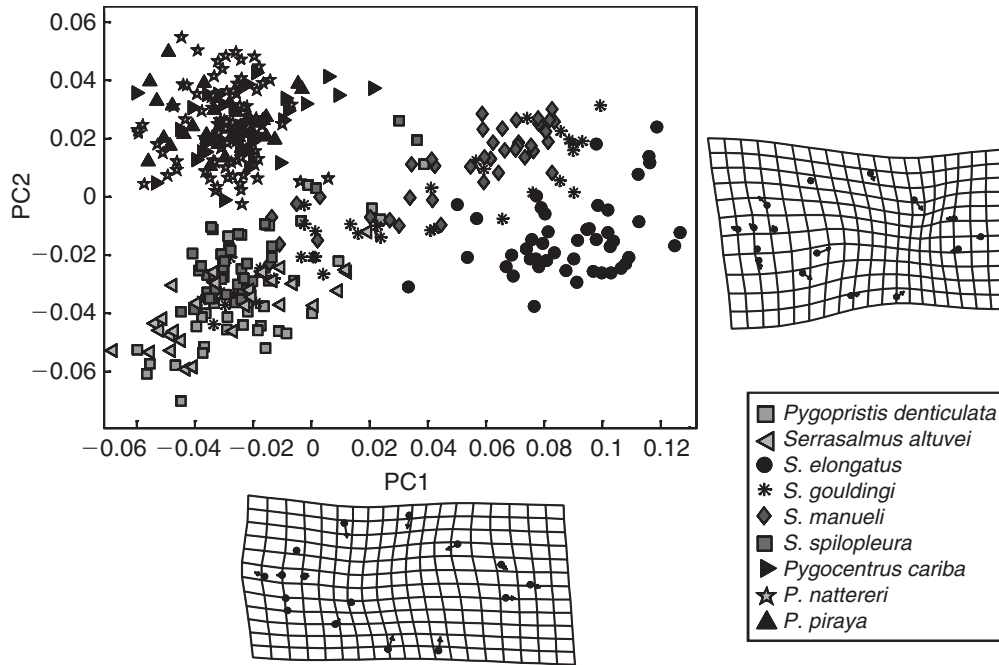 0.06
0.04
0.02
0
−0.02
−0.04
−0.06
PC2
−0.06 −0.04 −0.02 0 0.02 0.04 0.06 0.08 0.10 0.12
PC1
Pygopristis denticulata
Serrasalmus altuvei
S. elongatus
S. gouldingi
S. manueli
S. spilopleura
Pygocentrus cariba
P. nattereri
P. piraya